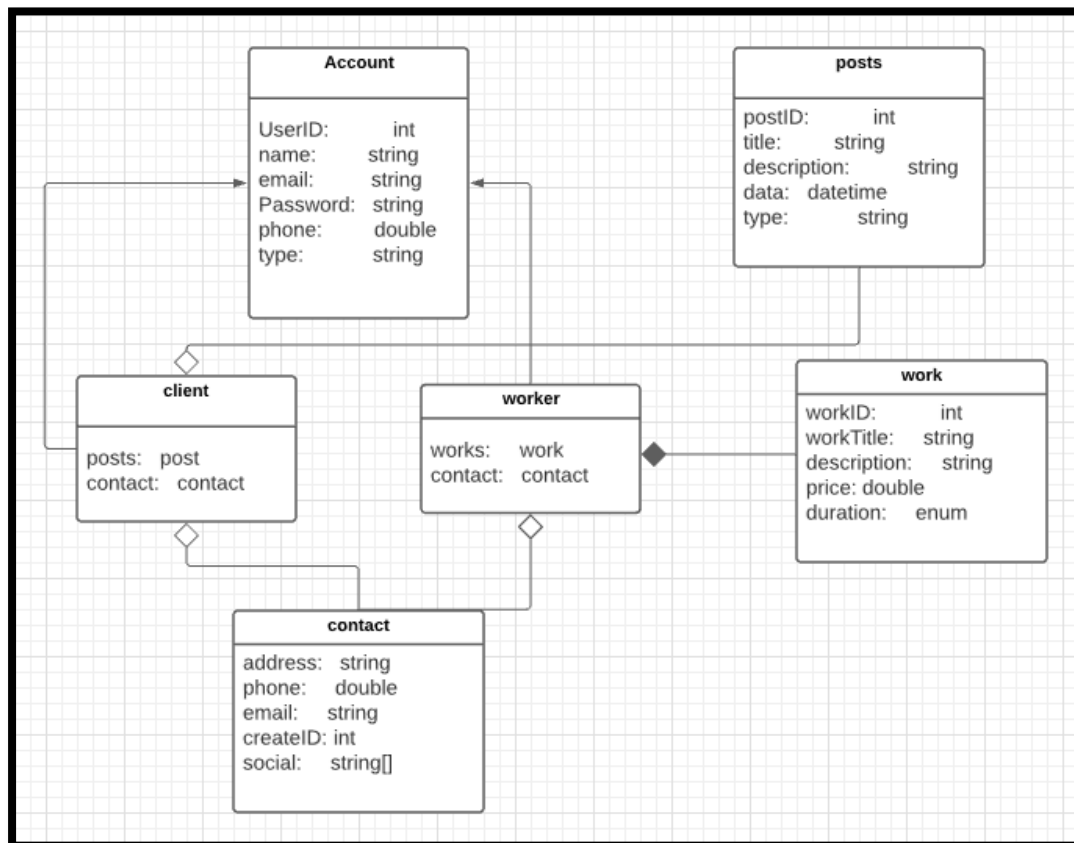 Account
UserID: int
name: string
email: string
Password: string
phone: double
type: string
posts
postID: int
title: string
description: string
data: datetime
type: string
client
posts: post
contact: contact
worker
works: work
contact: contact
work
workID: int
workTitle: string
description: string
price: double
duration: enum
contact
address: string
phone: double
email: string
createID: int
social: string[]